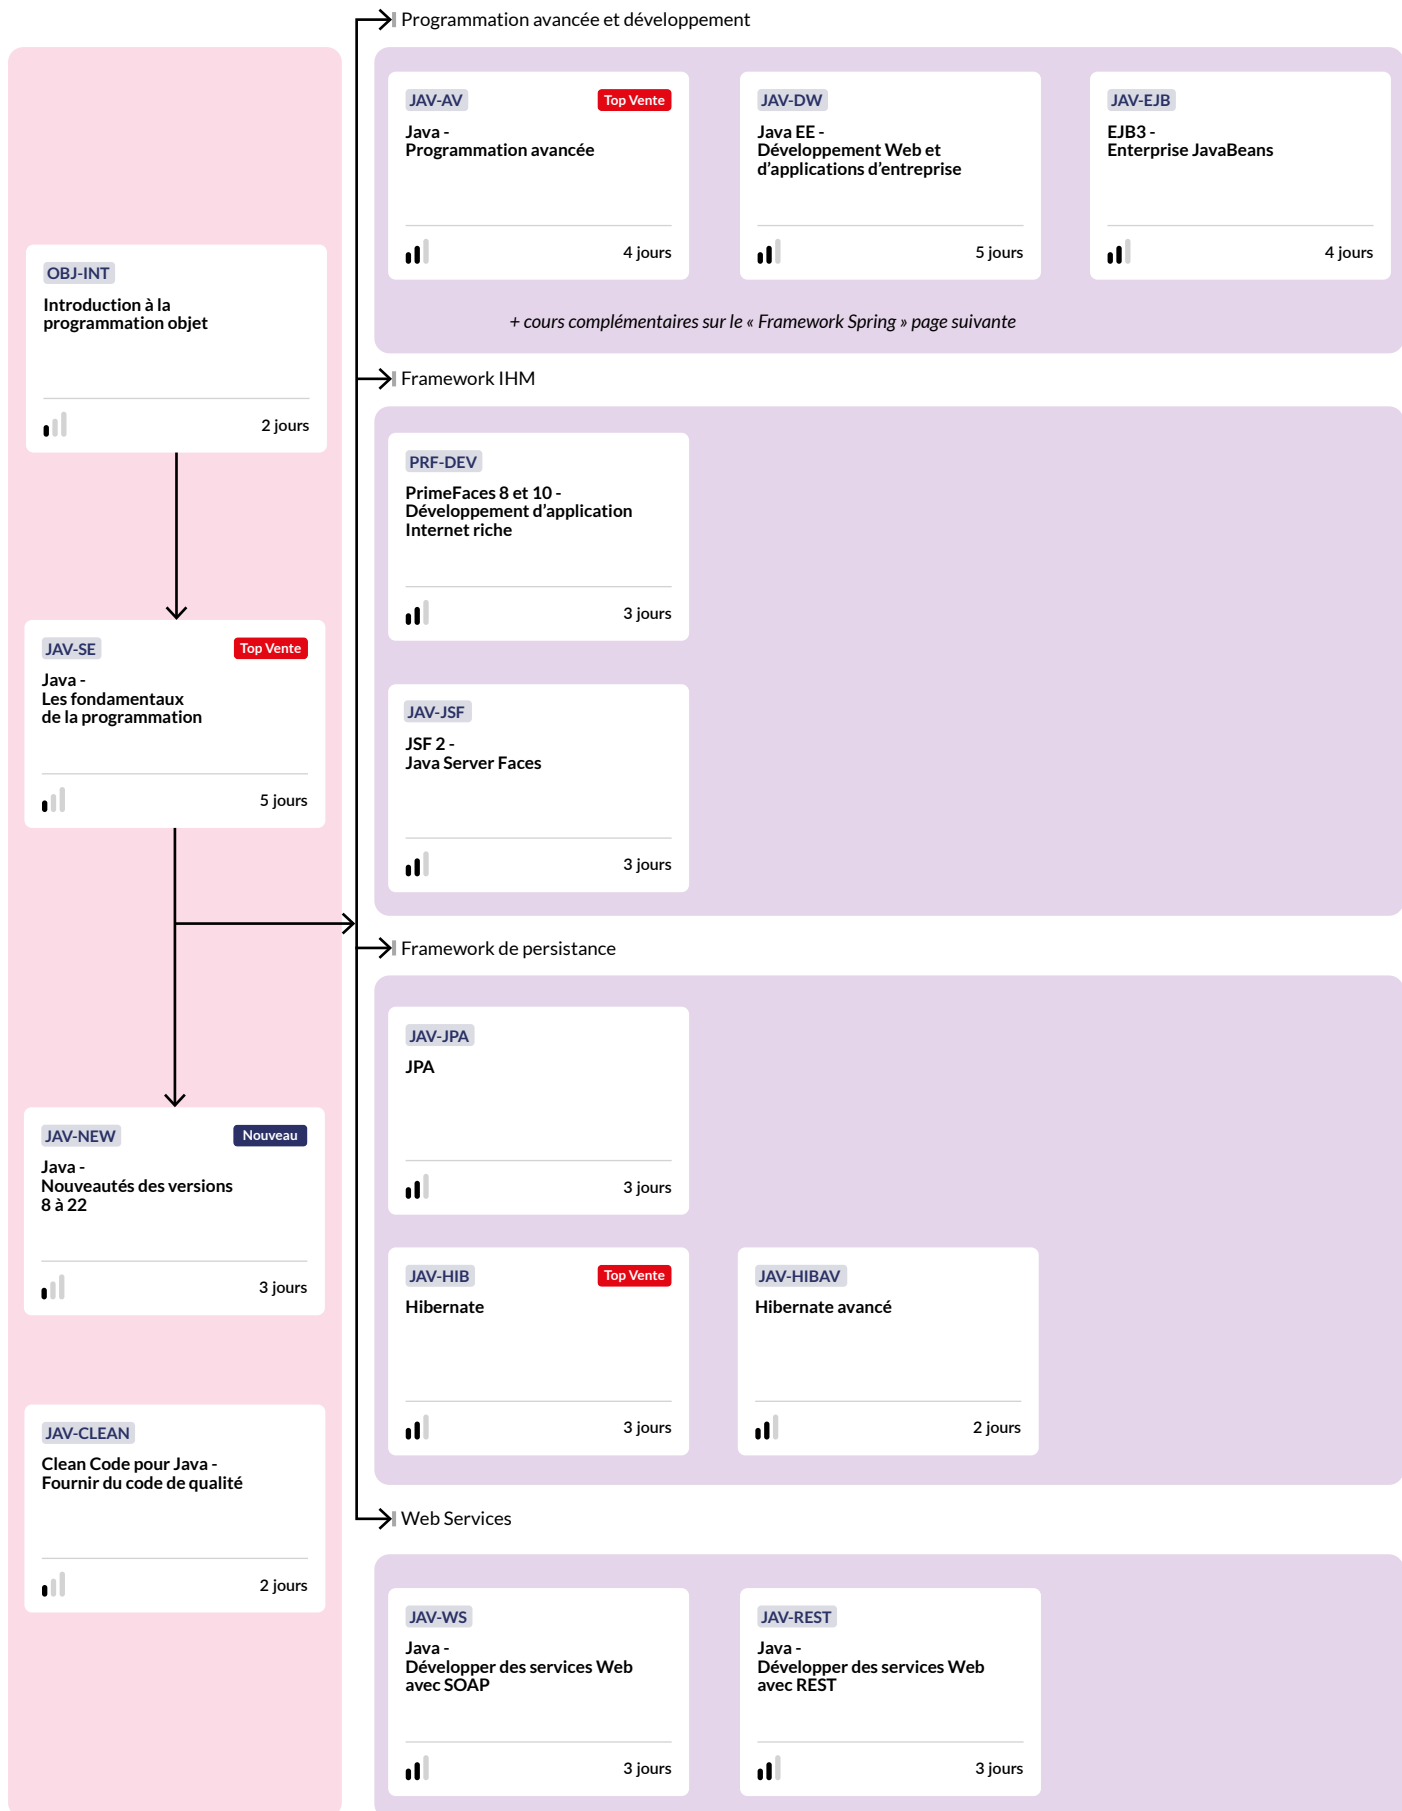 OBJ-INT
Introduction à la
programmation objet
2 jours
JAV-SE
Top Vente
Java -
Les fondamentaux
de la programmation
5 jours
JAV-NEW
Nouveau
Java -
Nouveautés des versions
8 à 22
3 jours
JAV-CLEAN
Clean Code pour Java -
Fournir du code de qualité
2 jours
Programmation avancée et développement
JAV-AV
Top Vente
Java -
Programmation avancée
4 jours
JAV-DW
Java EE -
Développement Web et
d’applications d’entreprise
5 jours
JAV-EJB
EJB3 -
Enterprise JavaBeans
4 jours
+ cours complémentaires sur le « Framework Spring » page suivante
Framework IHM
PRF-DEV
PrimeFaces 8 et 10 -
Développement d’application
Internet riche
3 jours
JAV-JSF
JSF 2 -
Java Server Faces
3 jours
Framework de persistance
JAV-JPA
JPA
3 jours
JAV-HIB
Top Vente
Hibernate
3 jours
JAV-HIBAV
Hibernate avancé
2 jours
Web Services
JAV-WS
Java -
Développer des services Web
avec SOAP
3 jours
JAV-REST
Java -
Développer des services Web
avec REST
3 jours